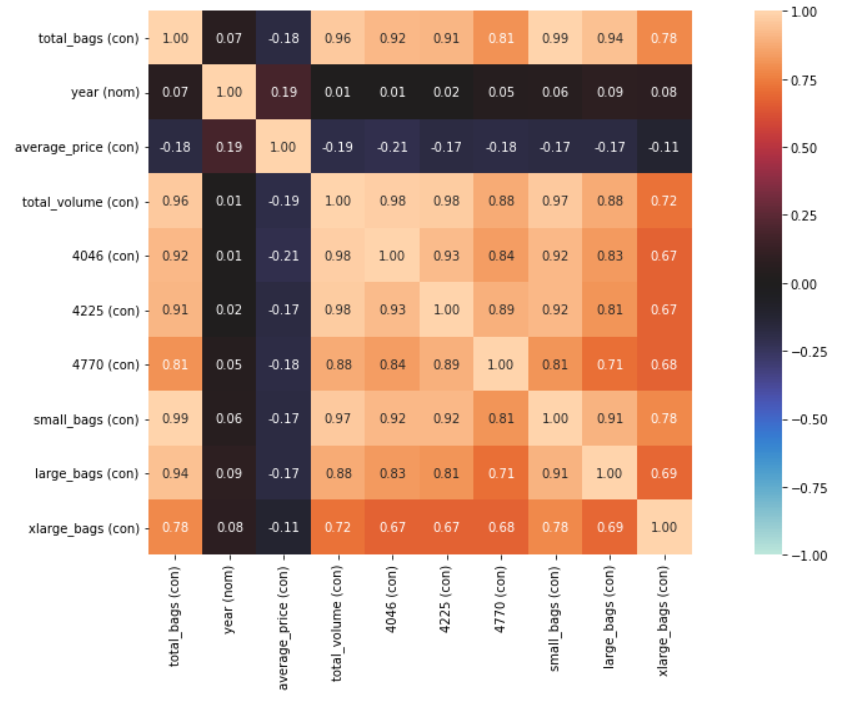 total_bags (con) 1.00 0.07 -0.18 0.96 0.92 0.91 0.81 0.99 0.94 0.78
year (nom) 0.07 1.00 0.19 0.01 0.01 0.02 0.05 0.06 0.09 0.08
average_price (con) -0.18 0.19 1.00 -0.19 -0.21 -0.17 -0.18 -0.17 -0.17 -0.11
total_volume (con) 0.96 0.01 -0.19 1.00 0.98 0.98 0.88 0.97 0.88 0.72
4046 (con) 0.92 0.01 -0.21 0.98 1.00 0.93 0.84 0.92 0.83 0.67
4225 (con) 0.91 0.02 -0.17 0.98 0.93 1.00 0.89 0.92 0.81 0.67
4770 (con) 0.81 0.05 -0.18 0.88 0.84 0.89 1.00 0.81 0.71 0.68
small_bags (con) 0.99 0.06 -0.17 0.97 0.92 0.92 0.81 1.00 0.91 0.78
large_bags (con) 0.94 0.09 -0.17 0.88 0.83 0.81 0.71 0.91 1.00 0.69
xlarge_bags (con) 0.78 0.08 -0.11 0.72 0.67 0.67 0.68 0.78 0.69 1.00
total_bags (con)
year (nom)
average_price (con)
total_volume (con)
4046 (con)
4225 (con)
4770 (con)
small_bags (con)
large_bags (con)
xlarge_bags (con)
1.00
0.75
0.50
0.25
0.00
−0.25
−0.50
−0.75
−1.00